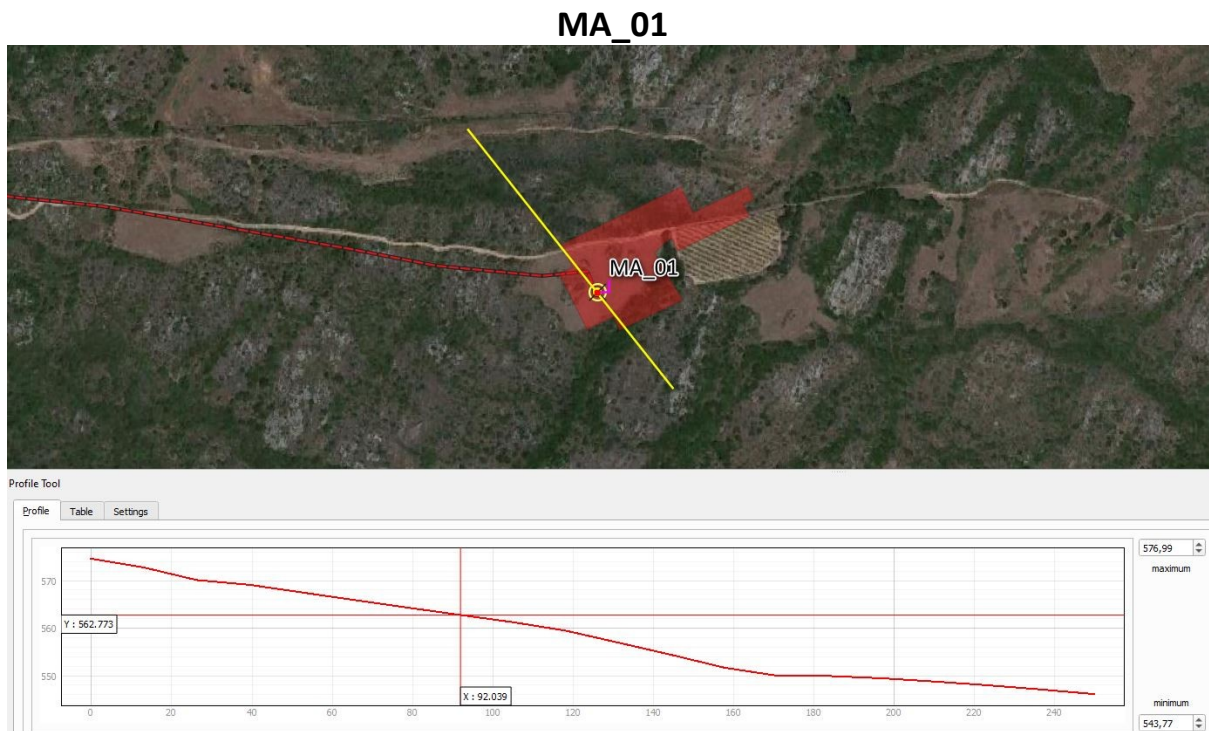 MA_01
MA_01
Profile Tool
Profile Table Settings
576,99
maximum
570
Y : 562.773
560
550
X : 92.039
0 20 40 60 80 100 120 140 160 180 200 220 240
minimum
543,77